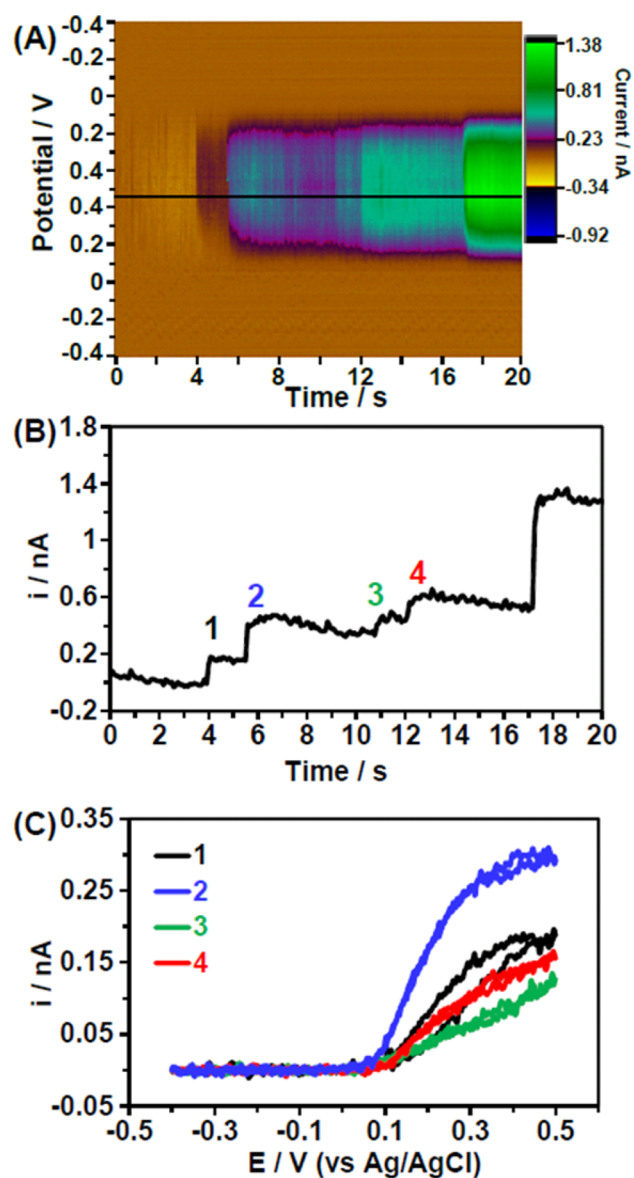 (A)
-0.4
-0.2
0
0.2
0.4
0.4
0.2
0
-0.2
-0.4
Potential / V
0 4 8 12 16 20
Time / s
1.38
0.81
0.23
-0.34
-0.92
Current / nA
(B)
1.8
1.4
1
0.6
0.2
-0.2
i / nA
1
2
3
4
0 2 4 6 8 10 12 14 16 18 20
Time / s
(C)
0.35
0.25
0.15
0.05
-0.05
i / nA
1
2
3
4
-0.5 -0.3 -0.1 0.1 0.3 0.5
E / V (vs Ag/AgCl)